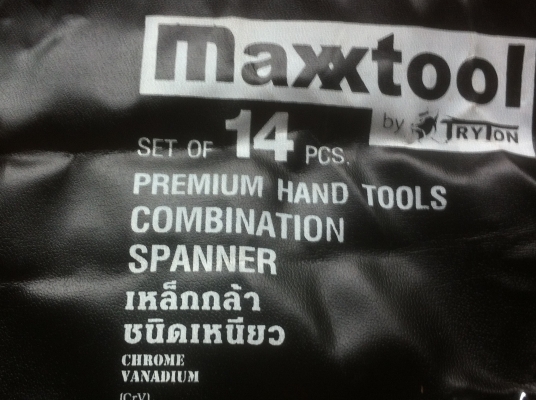 maxxtool
by TRYTON
SET OF 14 PCS.
PREMIUM HAND TOOLS
COMBINATION
SPANNER
เหล็กกล้า
ชนิดเหนียว
CHROME
VANADIUM
(CrV)